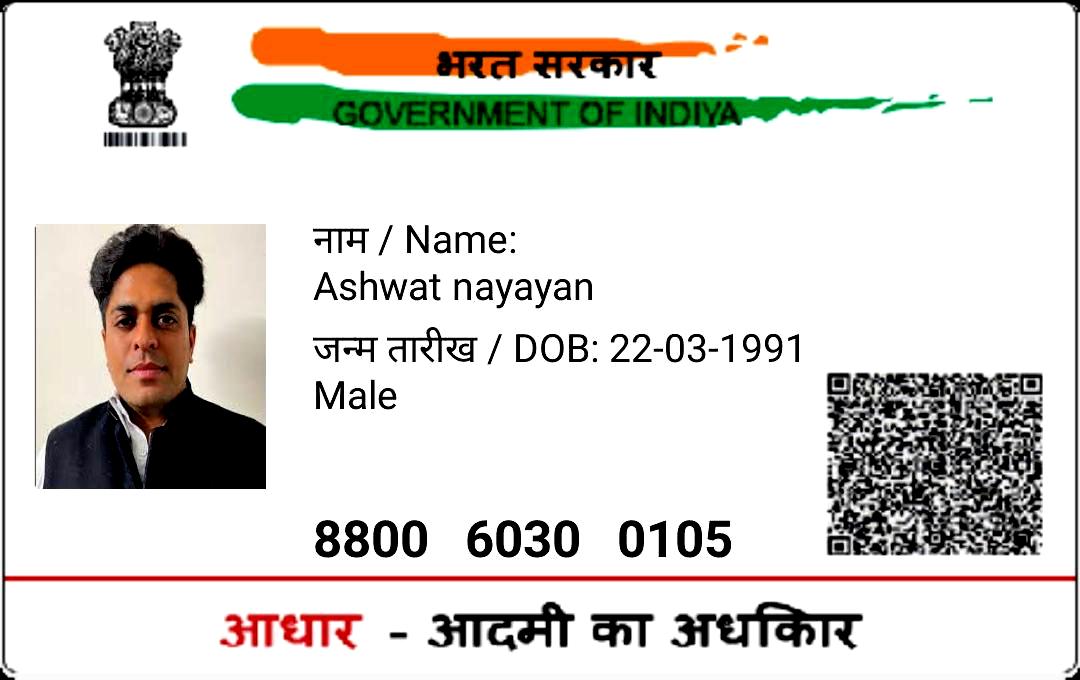 भरत सरकार
GOVERNMENT OF INDIYA
नाम / Name:
Ashwat nayayan
जन्म तारीख / DOB: 22-03-1991
Male
8800 6030 0105
आधार - आदमी का अधकिार